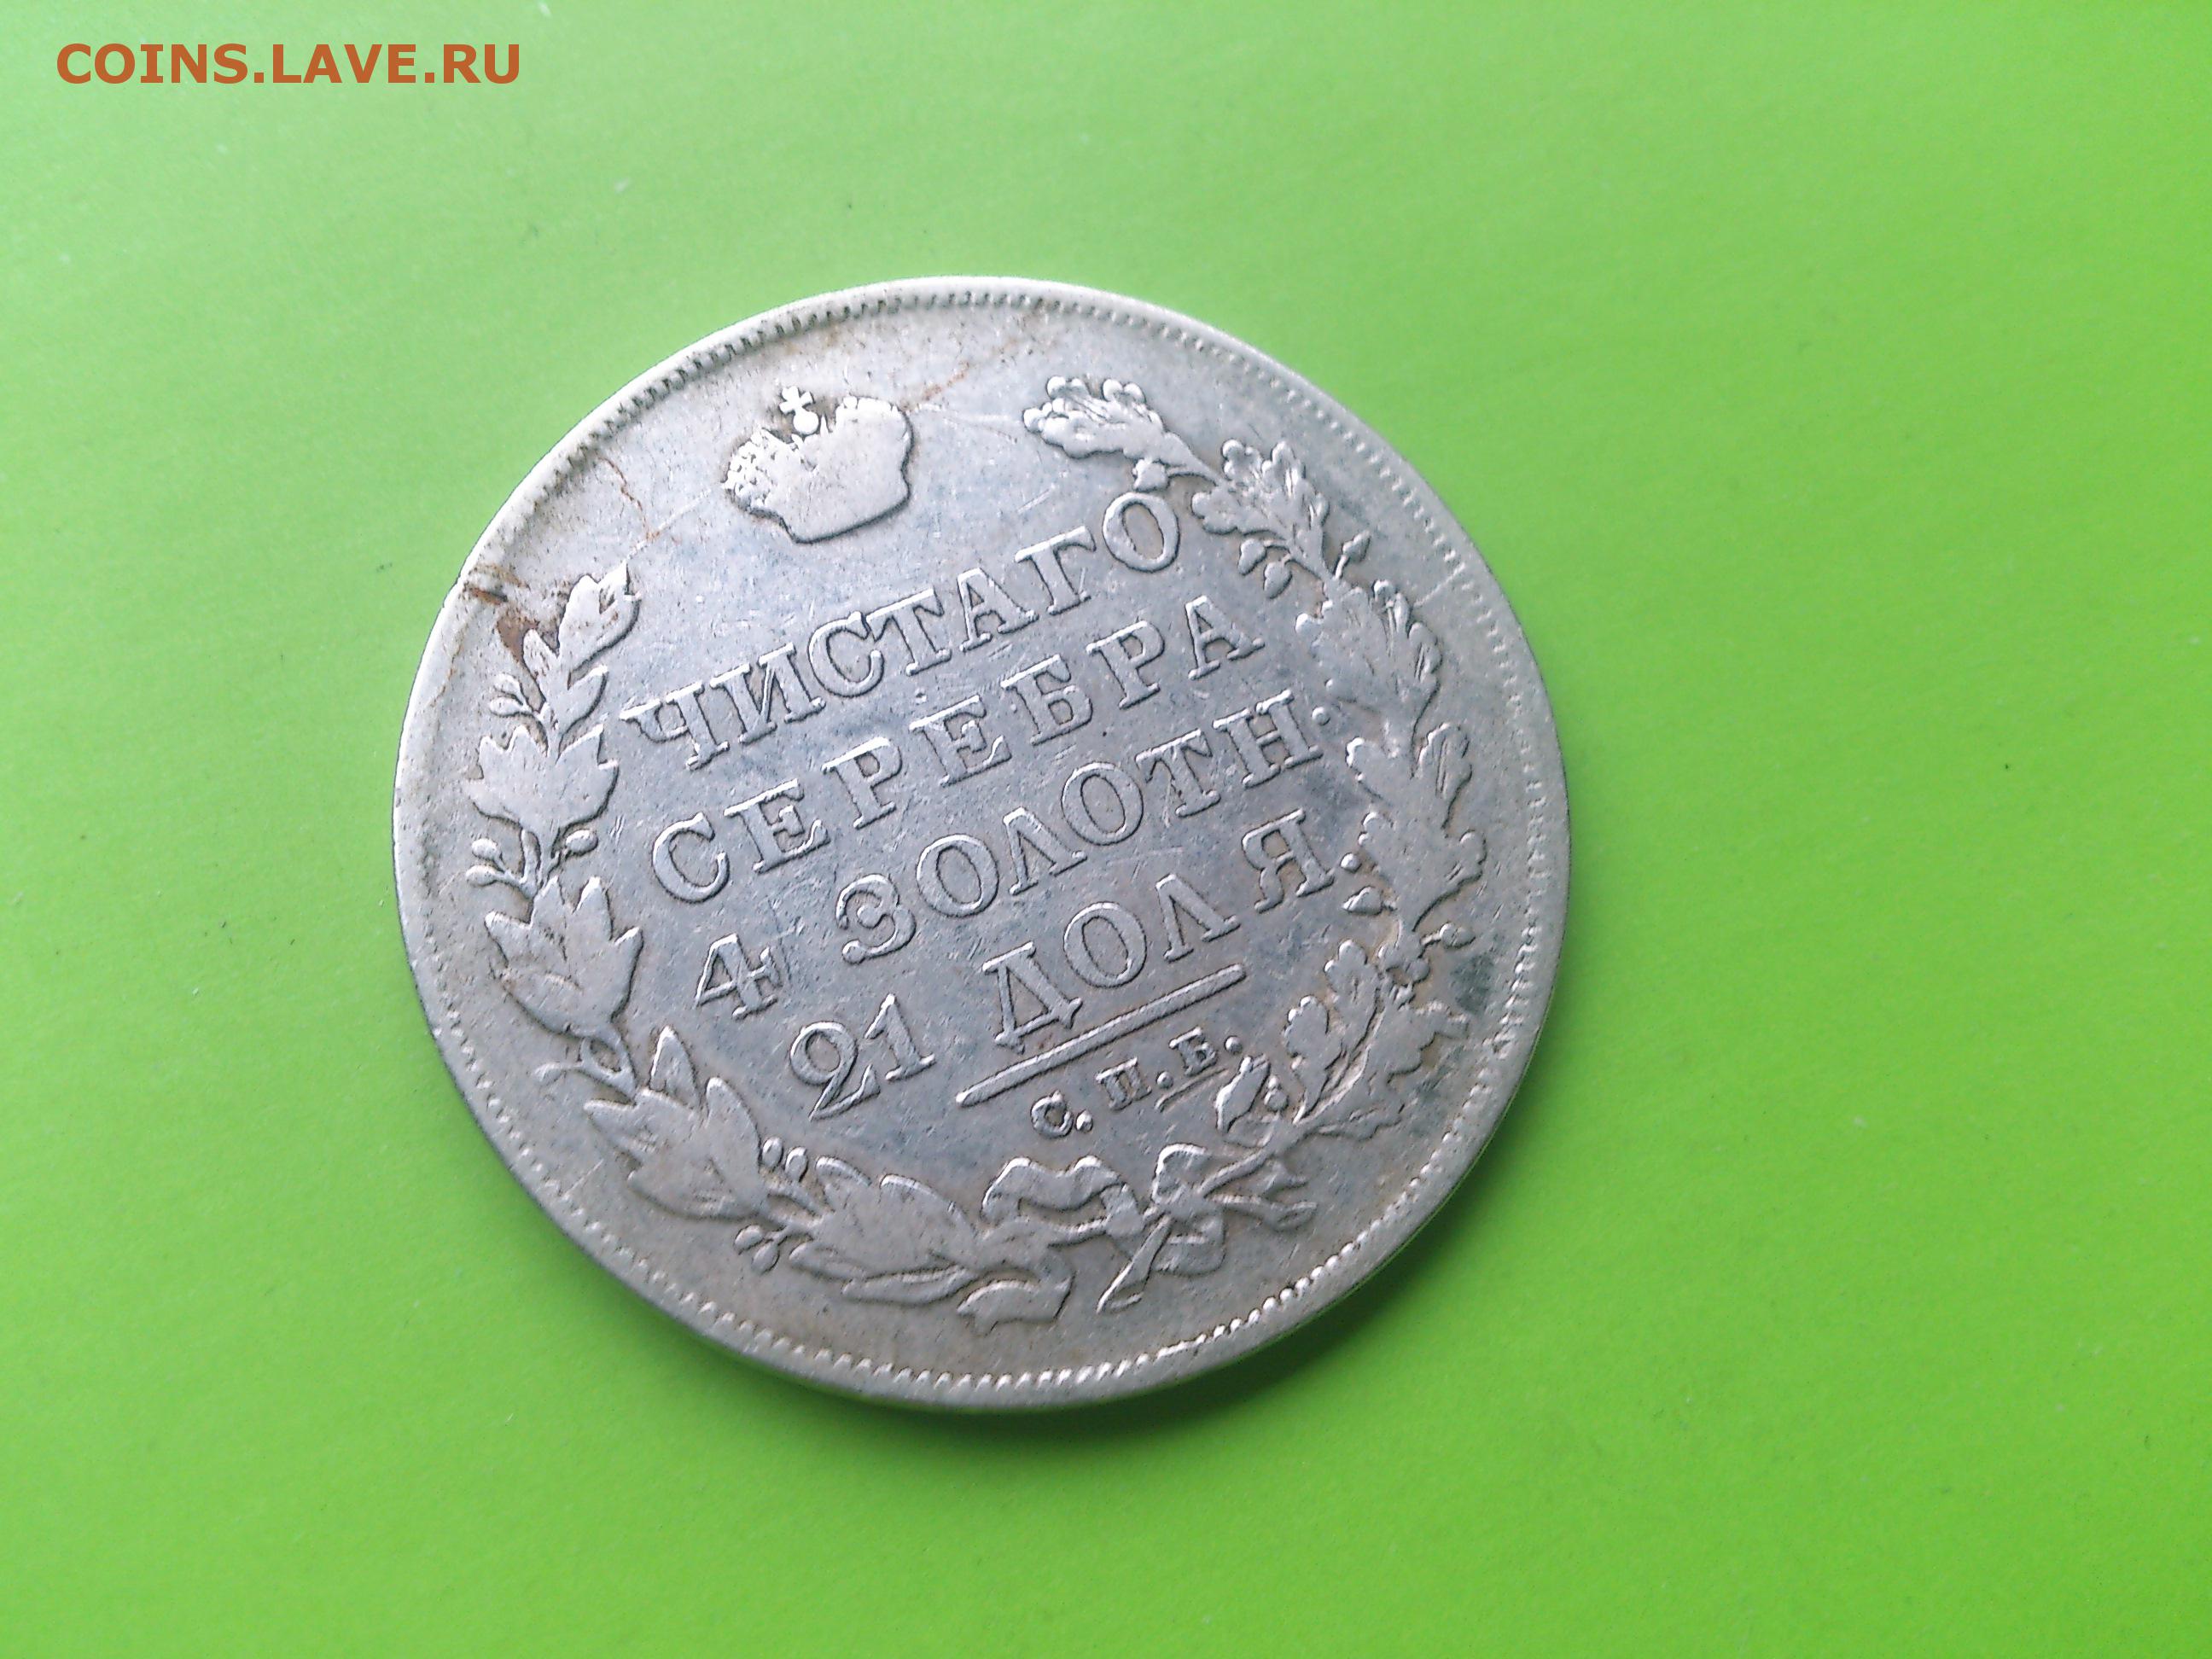 COINS.LAVE.RU
ЧИСТАГО
СЕРЕБРА
4 ЗОЛОТН.
21 ДОЛЯ.
С.П.Б.